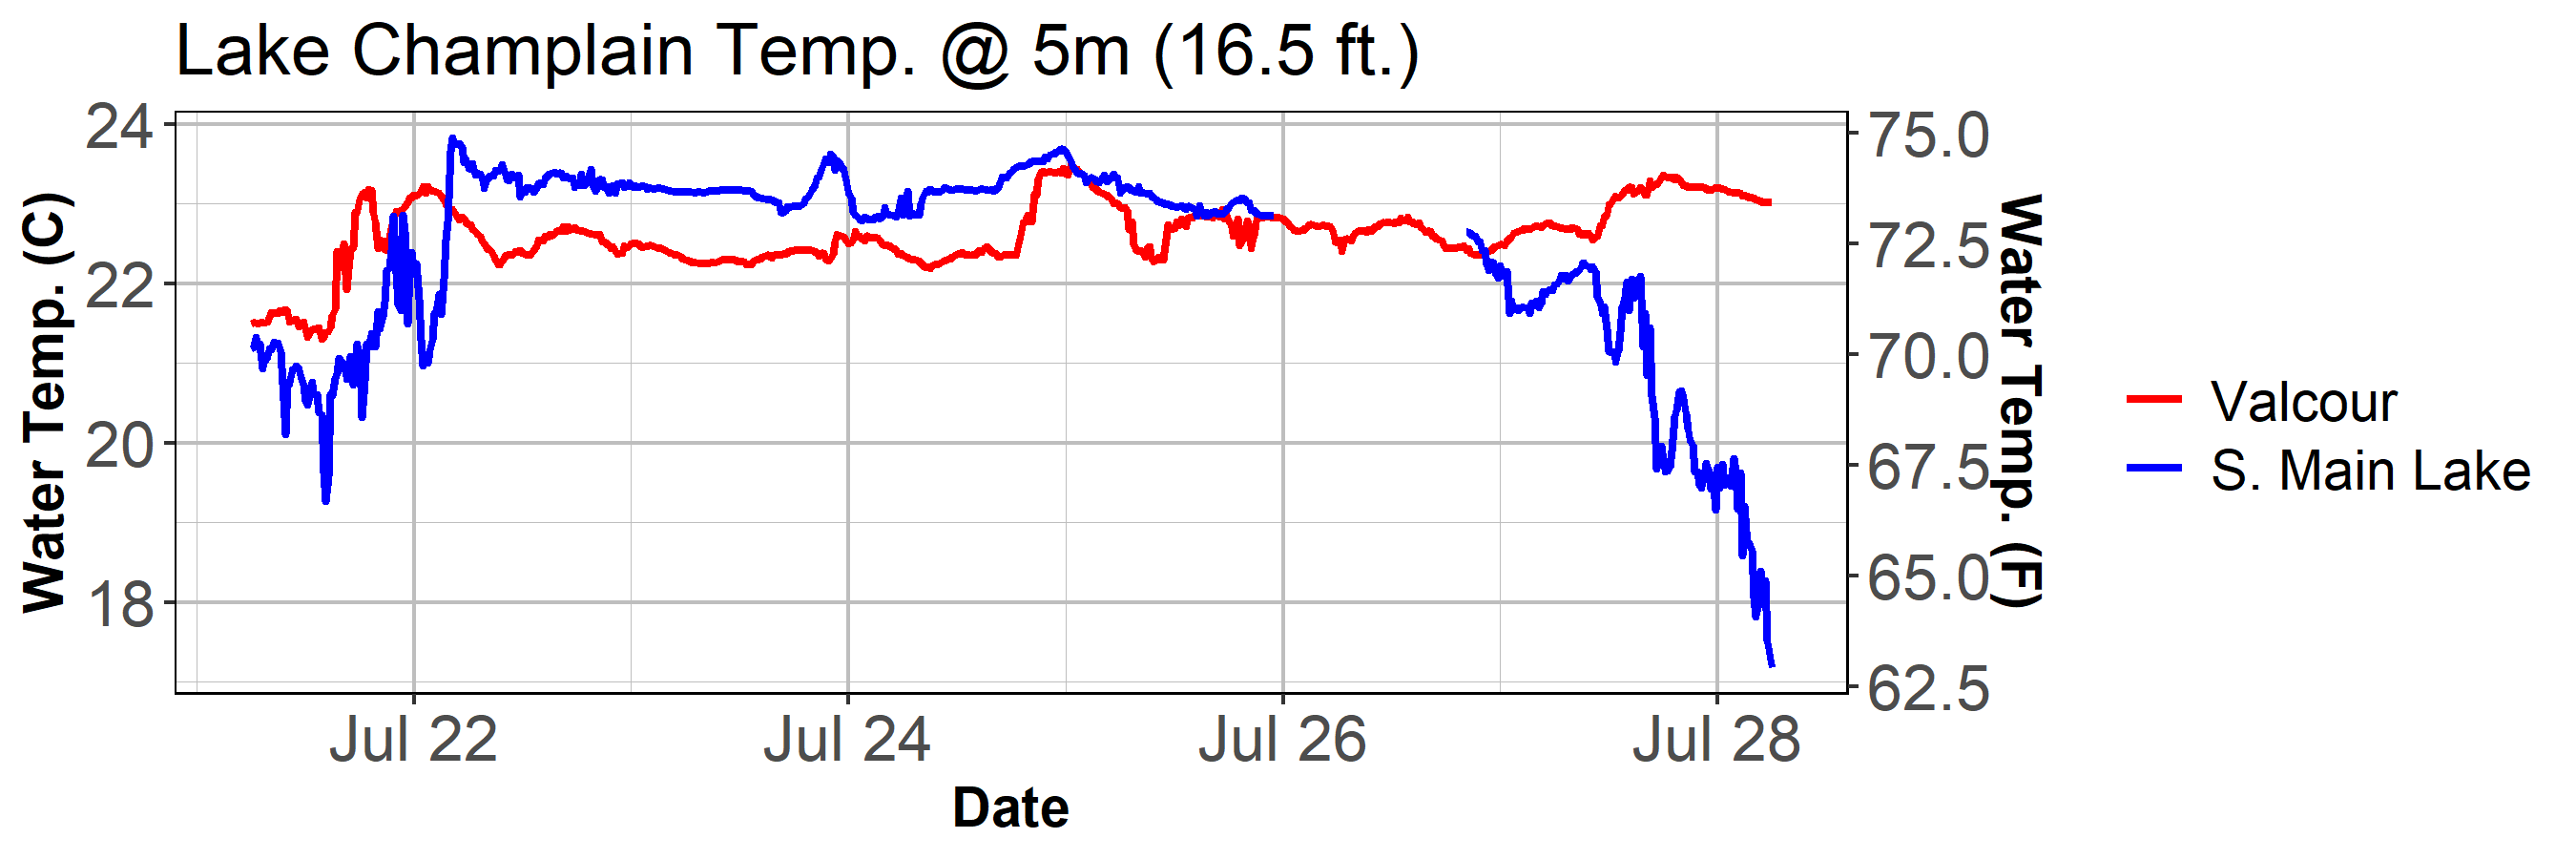 Lake Champlain Temp. @ 5m (16.5 ft.)
Water Temp. (C)
24
22
20
18
75.0
72.5
70.0
67.5
65.0
62.5
Water Temp. (F)
Jul 22
Jul 24
Jul 26
Jul 28
Date
Valcour
S. Main Lake